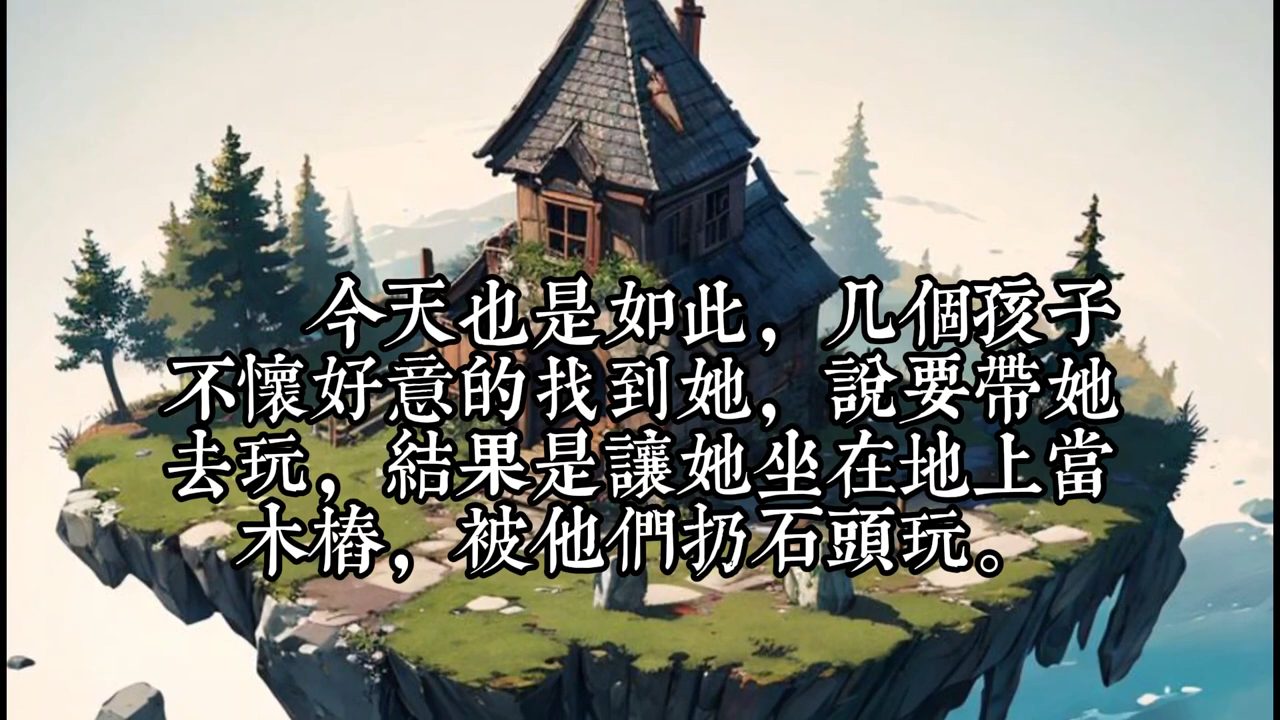 今天也是如此，几個孩子
不懷好意的找到她，說要帶她
去玩，結果是讓她坐在地上當
木樁，被他們扔石頭玩。